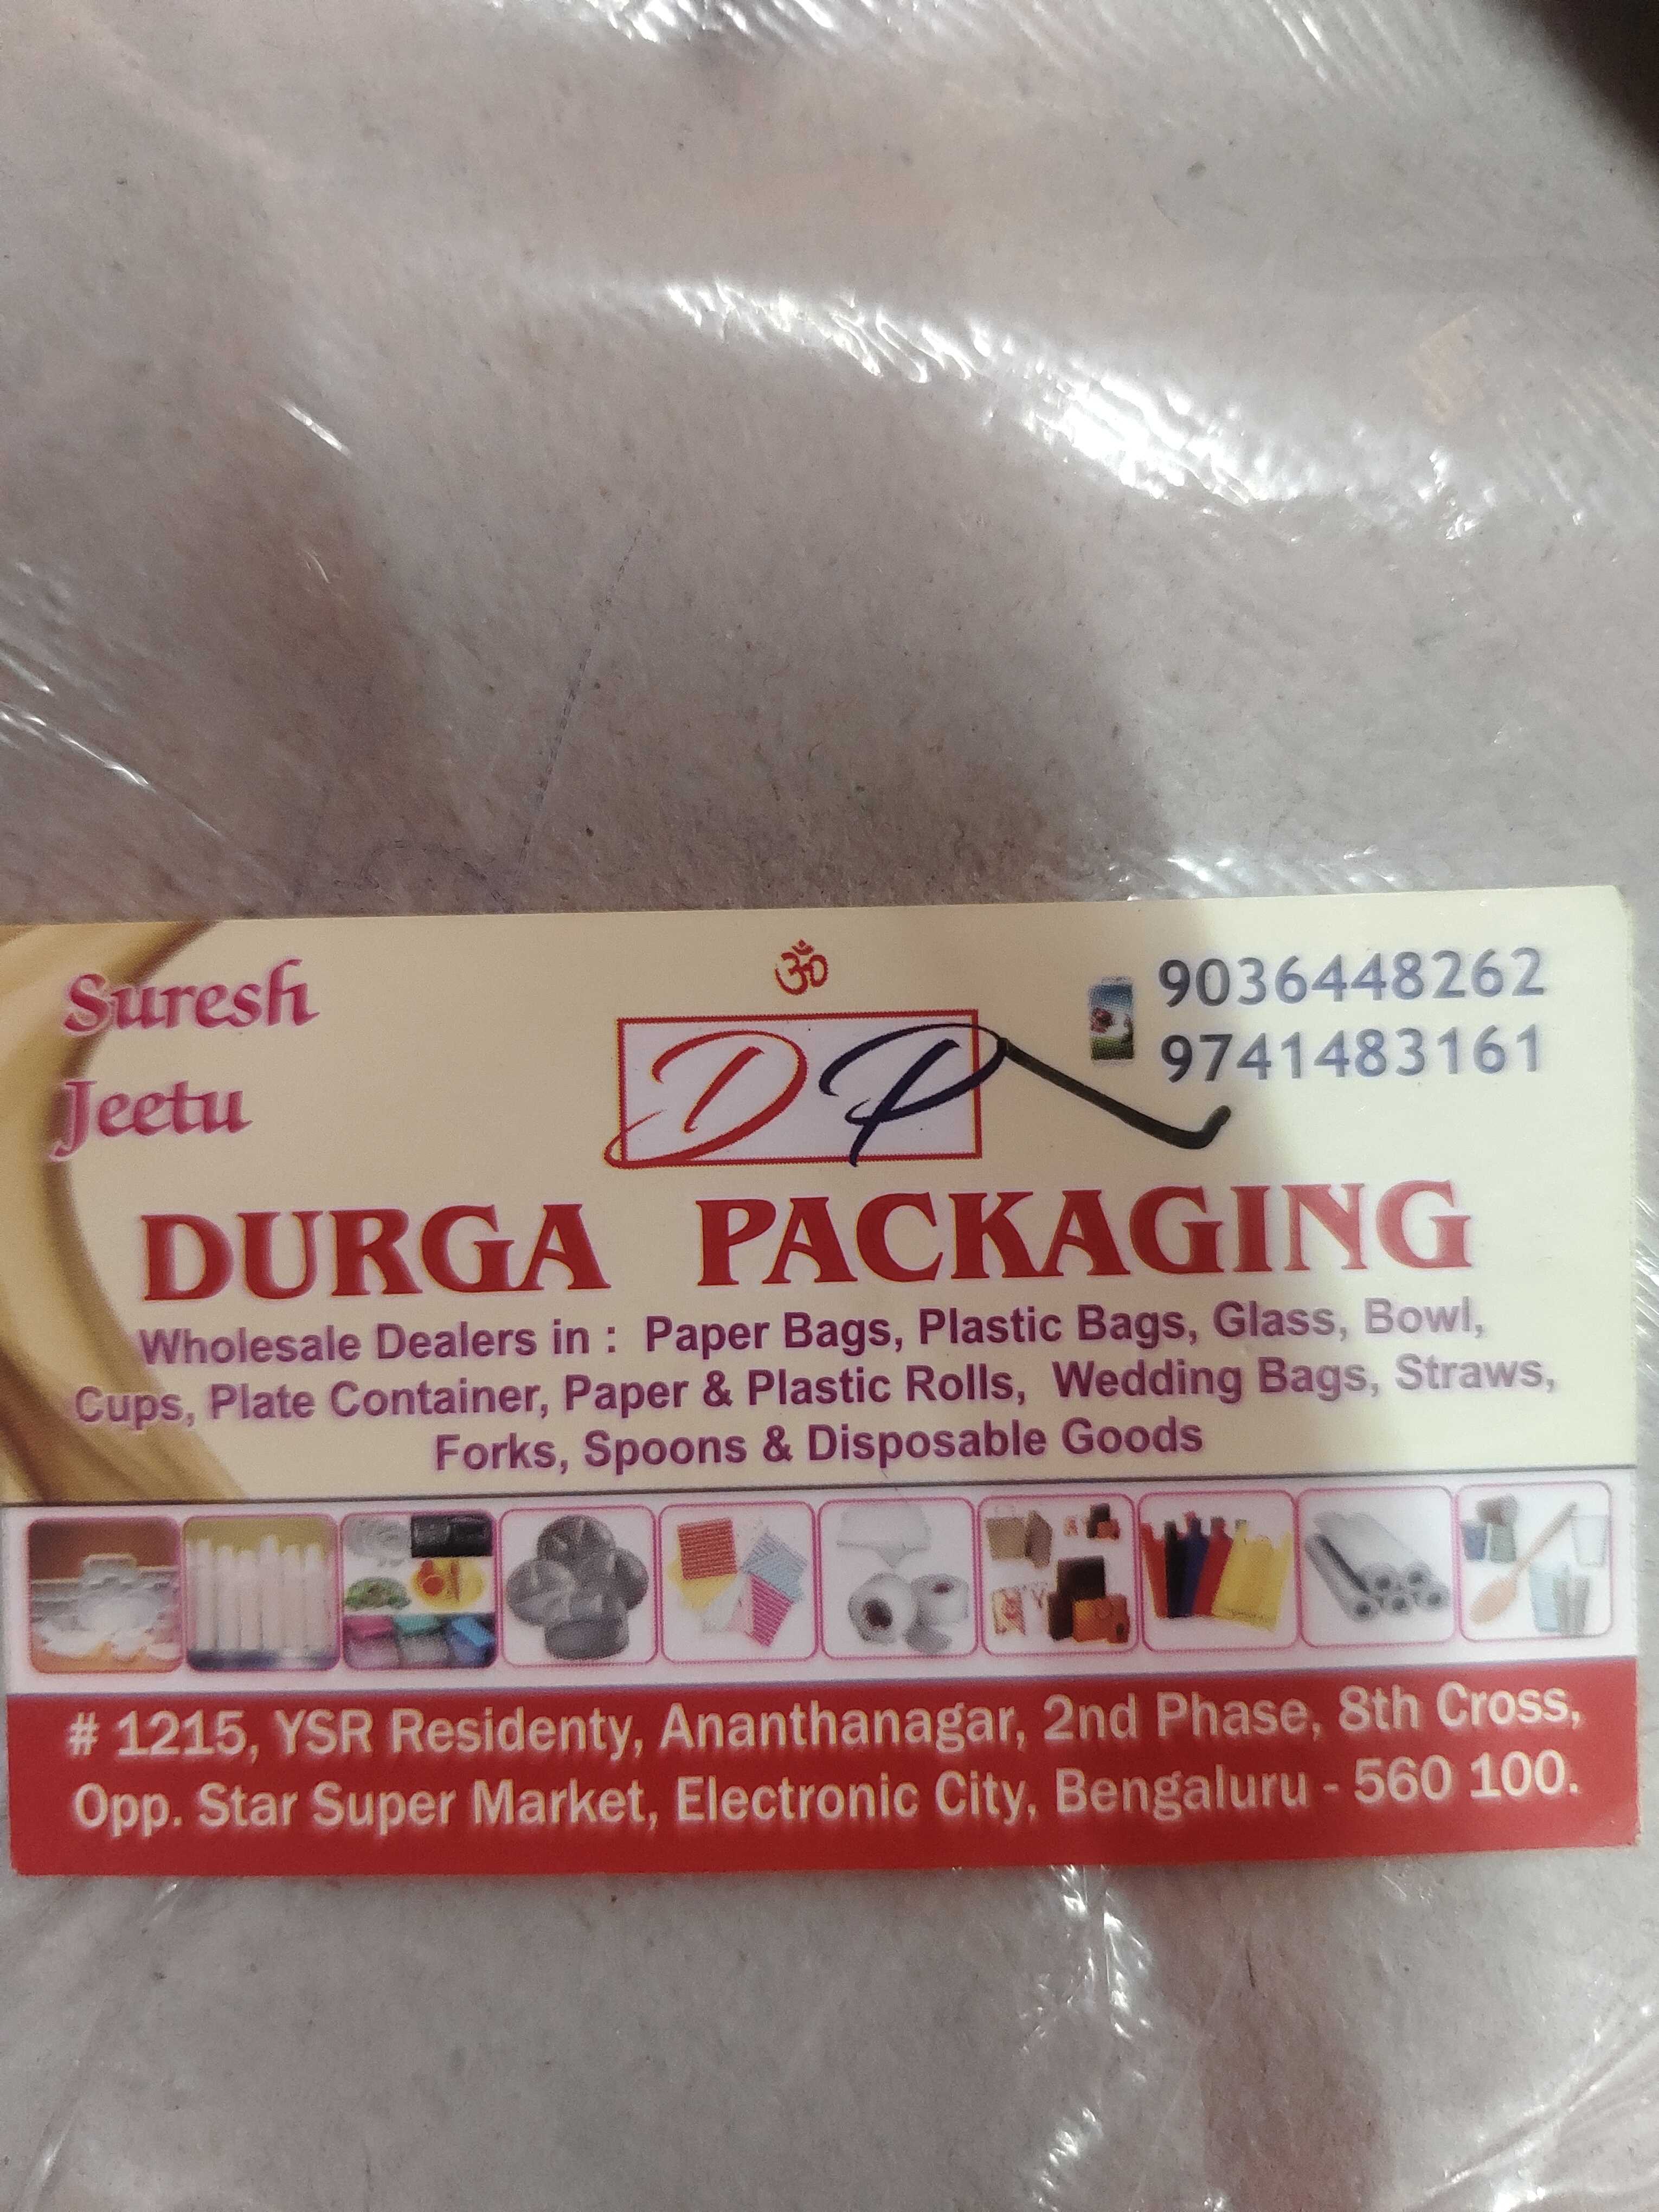 ॐ
Suresh
Jeetu
9036448262
9741483161
DP
DURGA PACKAGING
Wholesale Dealers in : Paper Bags, Plastic Bags, Glass, Bowl,
Cups, Plate Container, Paper & Plastic Rolls, Wedding Bags, Straws,
Forks, Spoons & Disposable Goods
# 1215, YSR Residenty, Ananthanagar, 2nd Phase, 8th Cross,
Opp. Star Super Market, Electronic City, Bengaluru - 560 100.